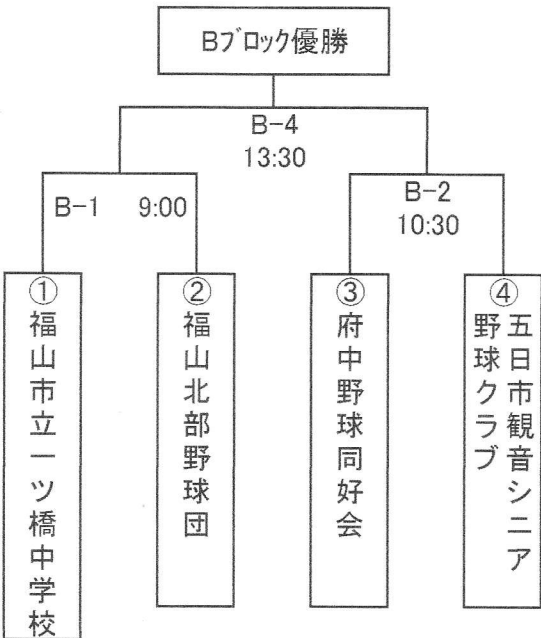 Bブロック優勝
B-4
13:30
B-1 9:00
B-2
10:30
①
福山市立一ツ橋中学校
②
福山北部野球団
③
府中野球同好会
④
五日市観音シニア
野球クラブ